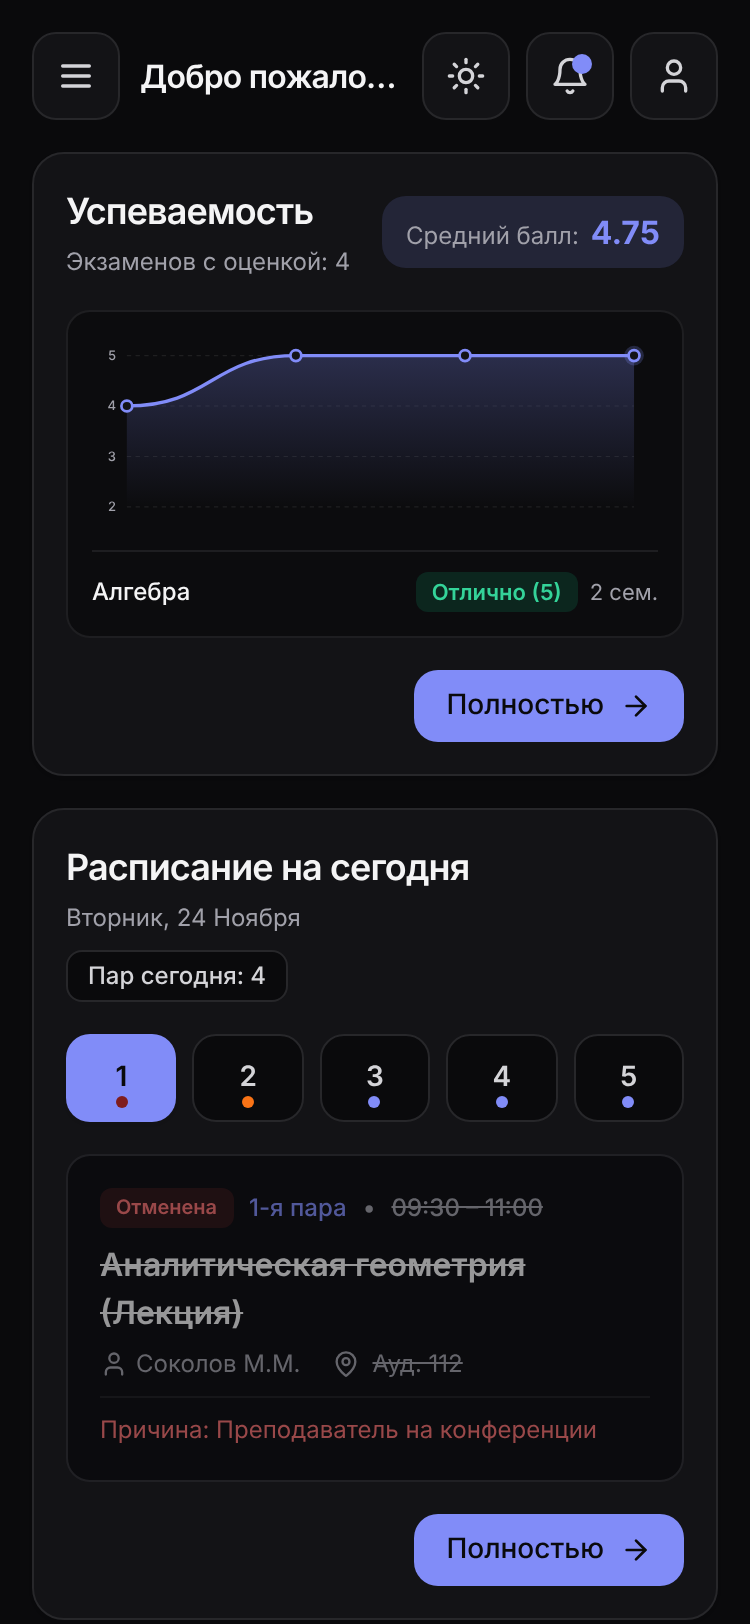 Добро пожало...
Успеваемость
Средний балл: 4.75
Экзаменов с оценкой: 4
5
4
3
2
Алгебра Отлично (5) 2 сем.
Полностью →
Расписание на сегодня
Вторник, 24 Ноября
Пар сегодня: 4
1 2 3 4 5
Отменена 1-я пара • 09:30 – 11:00
Аналитическая геометрия
(Лекция)
Соколов М.М. Ауд. 112
Причина: Преподаватель на конференции
Полностью →